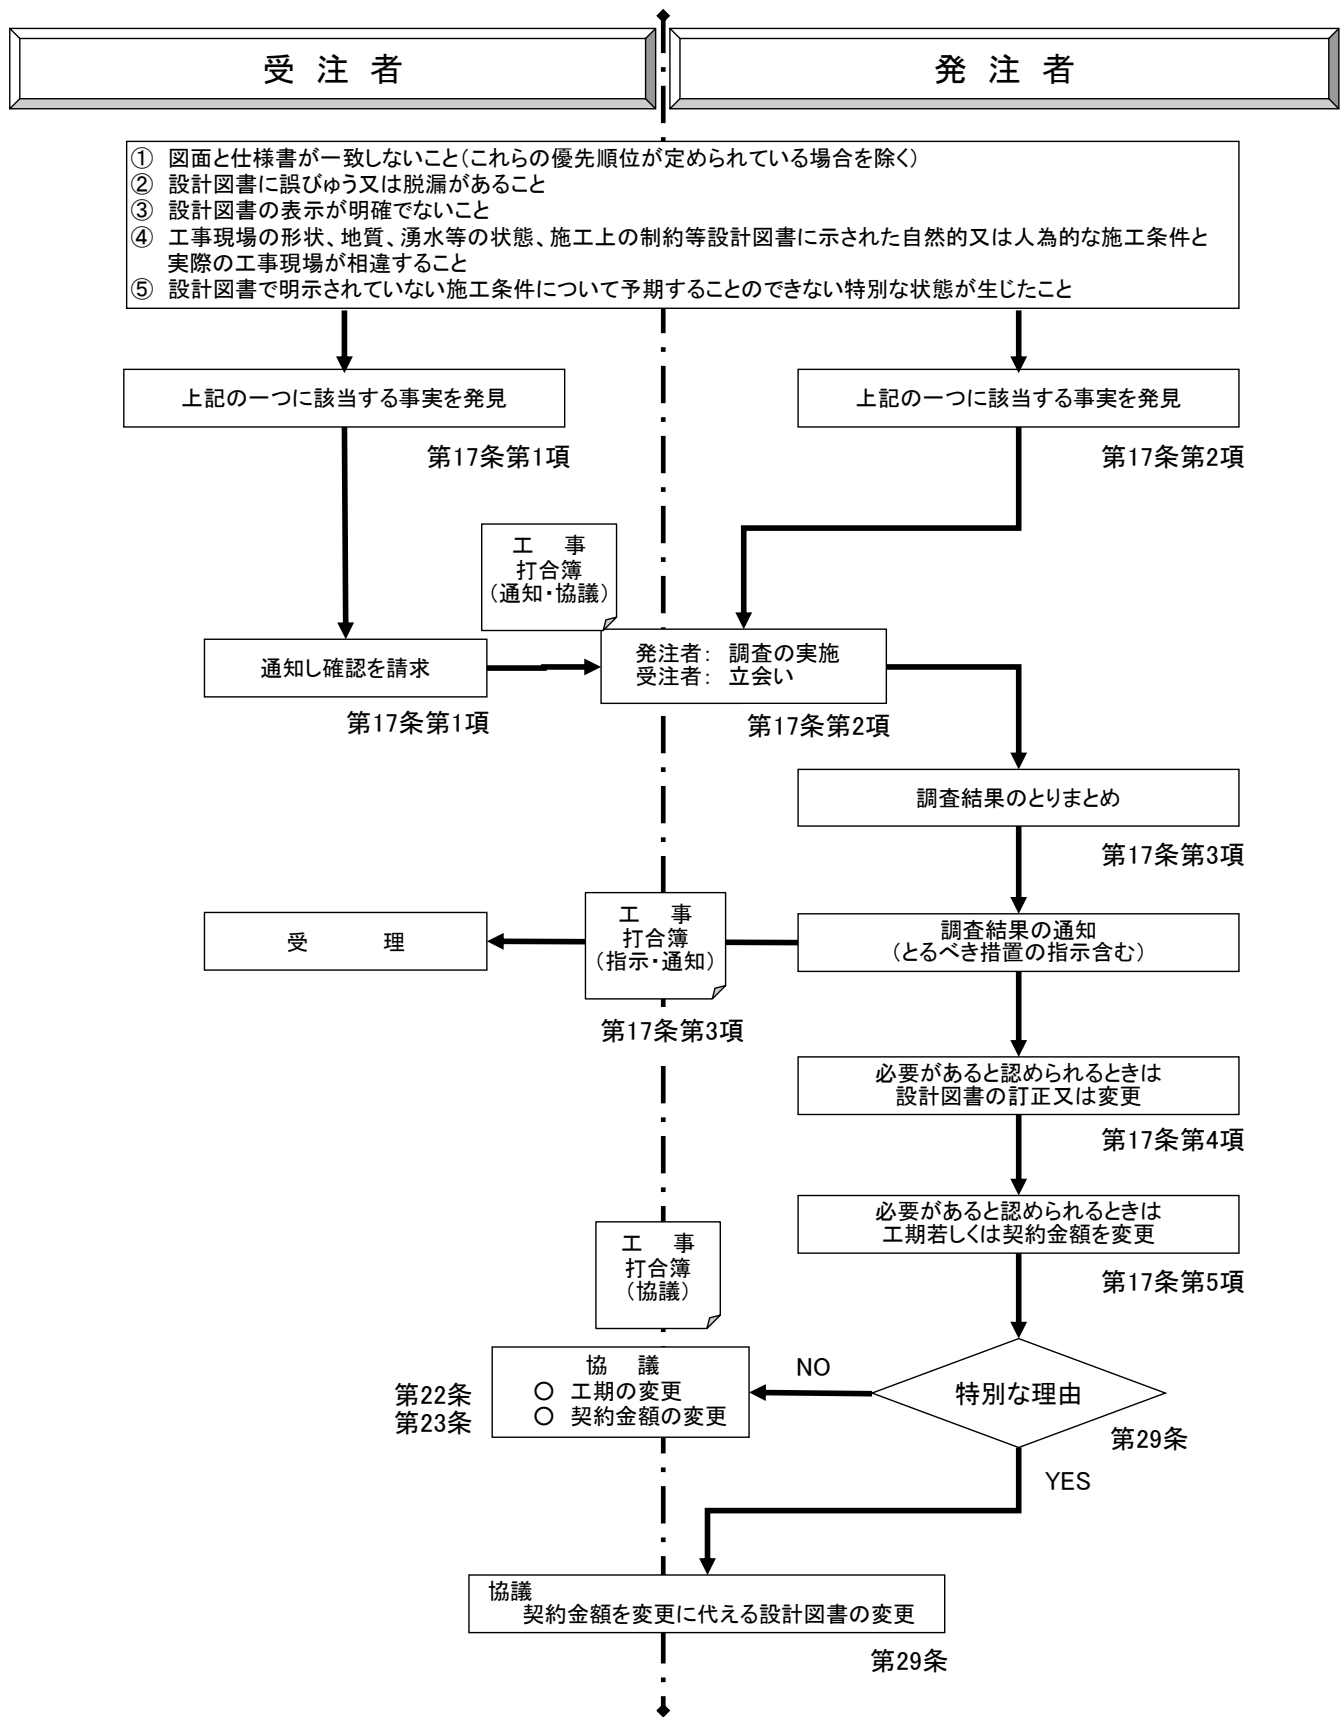 受 注 者
発 注 者
① 図面と仕様書が一致しないこと(これらの優先順位が定められている場合を除く)
② 設計図書に誤びゅう又は脱漏があること
③ 設計図書の表示が明確でないこと
④ 工事現場の形状、地質、湧水等の状態、施工上の制約等設計図書に示された自然的又は人為的な施工条件と
実際の工事現場が相違すること
⑤ 設計図書で明示されていない施工条件について予期することのできない特別な状態が生じたこと
上記の一つに該当する事実を発見
上記の一つに該当する事実を発見
第17条第1項
第17条第2項
工 事
打合簿
(通知・協議)
通知し確認を請求
発注者: 調査の実施
受注者: 立会い
第17条第1項
第17条第2項
調査結果のとりまとめ
第17条第3項
受 理
工 事
打合簿
(指示・通知)
調査結果の通知
(とるべき措置の指示含む)
第17条第3項
必要があると認められるときは
設計図書の訂正又は変更
第17条第4項
必要があると認められるときは
工期若しくは契約金額を変更
第17条第5項
工 事
打合簿
(協議)
協 議
○ 工期の変更
○ 契約金額の変更
第22条
第23条
NO
特別な理由
第29条
YES
協議
契約金額を変更に代える設計図書の変更
第29条